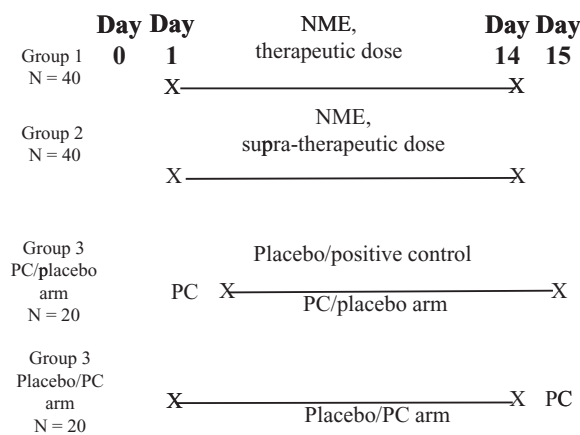 Day Day
0 1
NME,
therapeutic dose
Day Day
14 15
Group 1
N = 40
X X
NME,
supra-therapeutic dose
Group 2
N = 40
X X
Group 3
PC/placebo
arm
N = 20
Placebo/positive control
PC X X
PC/placebo arm
Group 3
Placebo/PC
arm
N = 20
X X PC
Placebo/PC arm